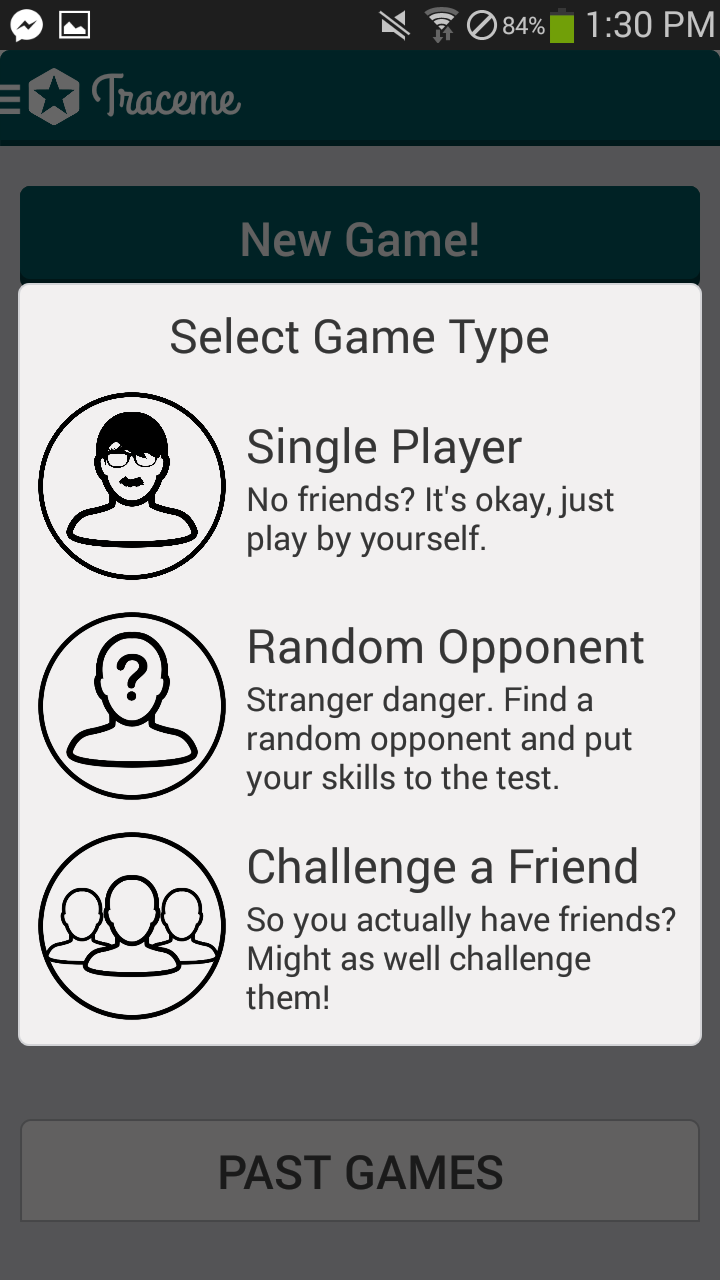 84% 1:30 PM
Traceme
New Game!
Select Game Type
Single Player
No friends? It's okay, just
play by yourself.
?
Random Opponent
Stranger danger. Find a
random opponent and put
your skills to the test.
Challenge a Friend
So you actually have friends?
Might as well challenge
them!
PAST GAMES